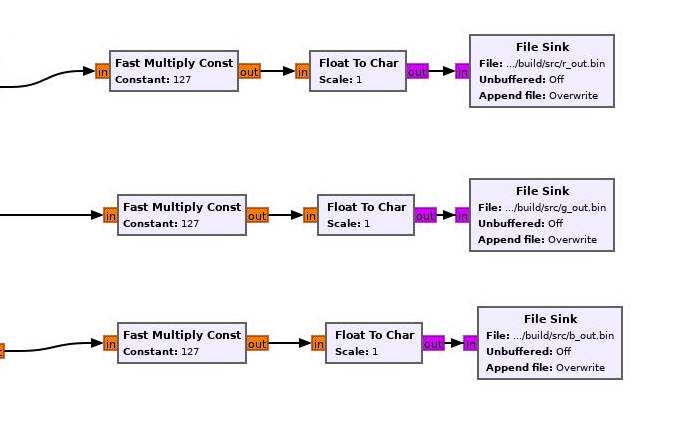 in
Fast Multiply Const
Constant: 127
out
in
Float To Char
Scale: 1
out
in
File Sink
File: .../build/src/r_out.bin
Unbuffered: Off
Append file: Overwrite
in
Fast Multiply Const
Constant: 127
out
in
Float To Char
Scale: 1
out
in
File Sink
File: .../build/src/g_out.bin
Unbuffered: Off
Append file: Overwrite
in
Fast Multiply Const
Constant: 127
out
in
Float To Char
Scale: 1
out
in
File Sink
File: .../build/src/b_out.bin
Unbuffered: Off
Append file: Overwrite